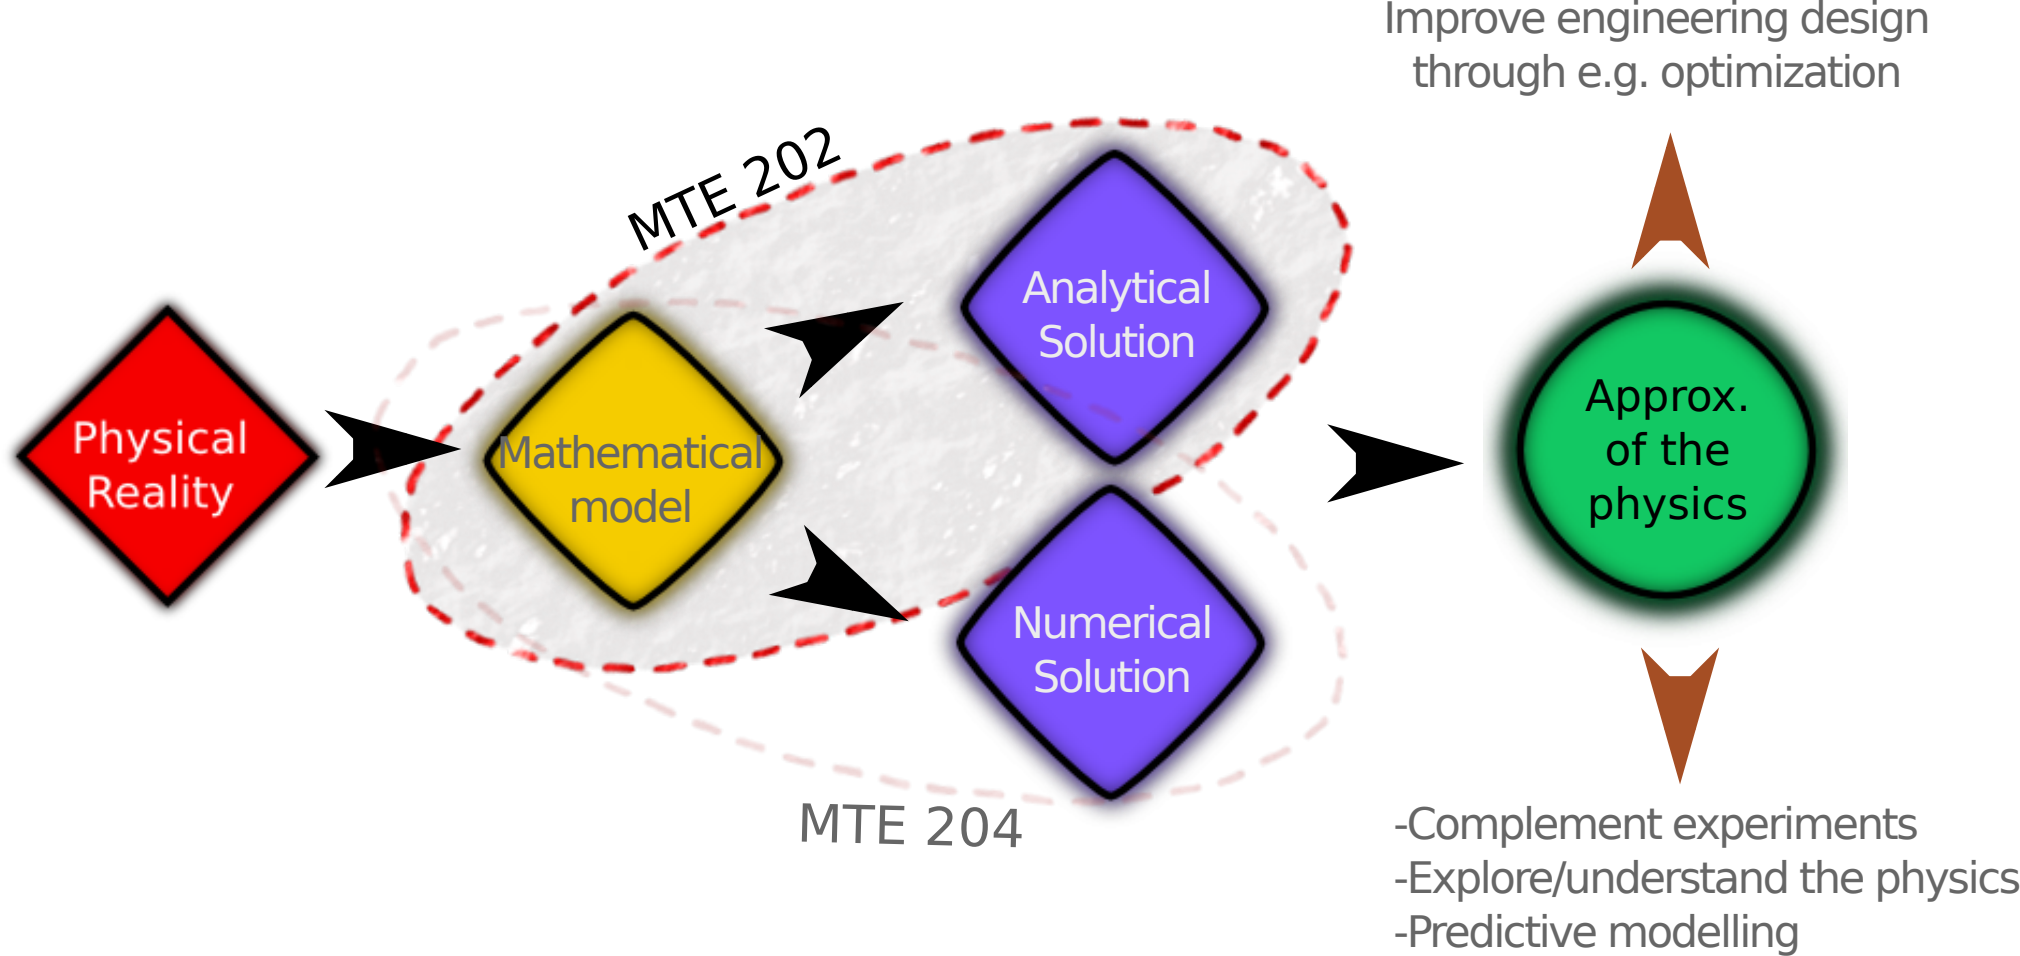 Improve engineering design
through e.g. optimization
MTE 202
Analytical
Solution
Physical
Reality
Mathematical
model
Approx.
of the
physics
Numerical
Solution
MTE 204
-Complement experiments
-Explore/understand the physics
-Predictive modelling